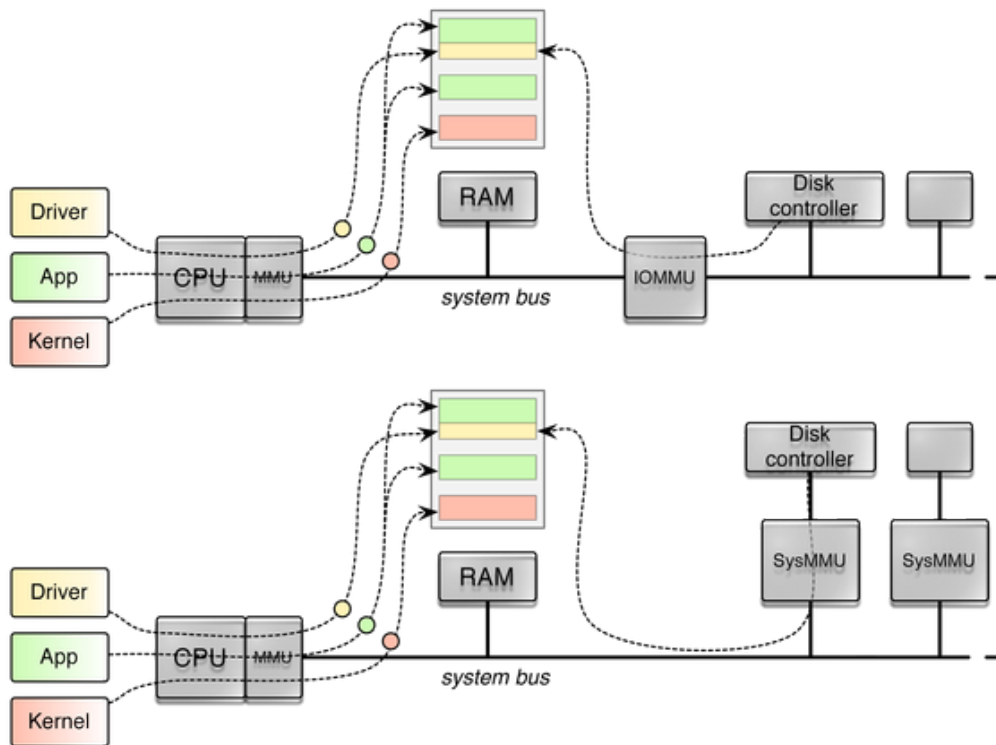 RAM
Disk
controller
Driver
App
Kernel
CPU
MMU
IOMMU
system bus
Disk
controller
RAM
SysMMU
SysMMU
Driver
App
Kernel
CPU
MMU
system bus